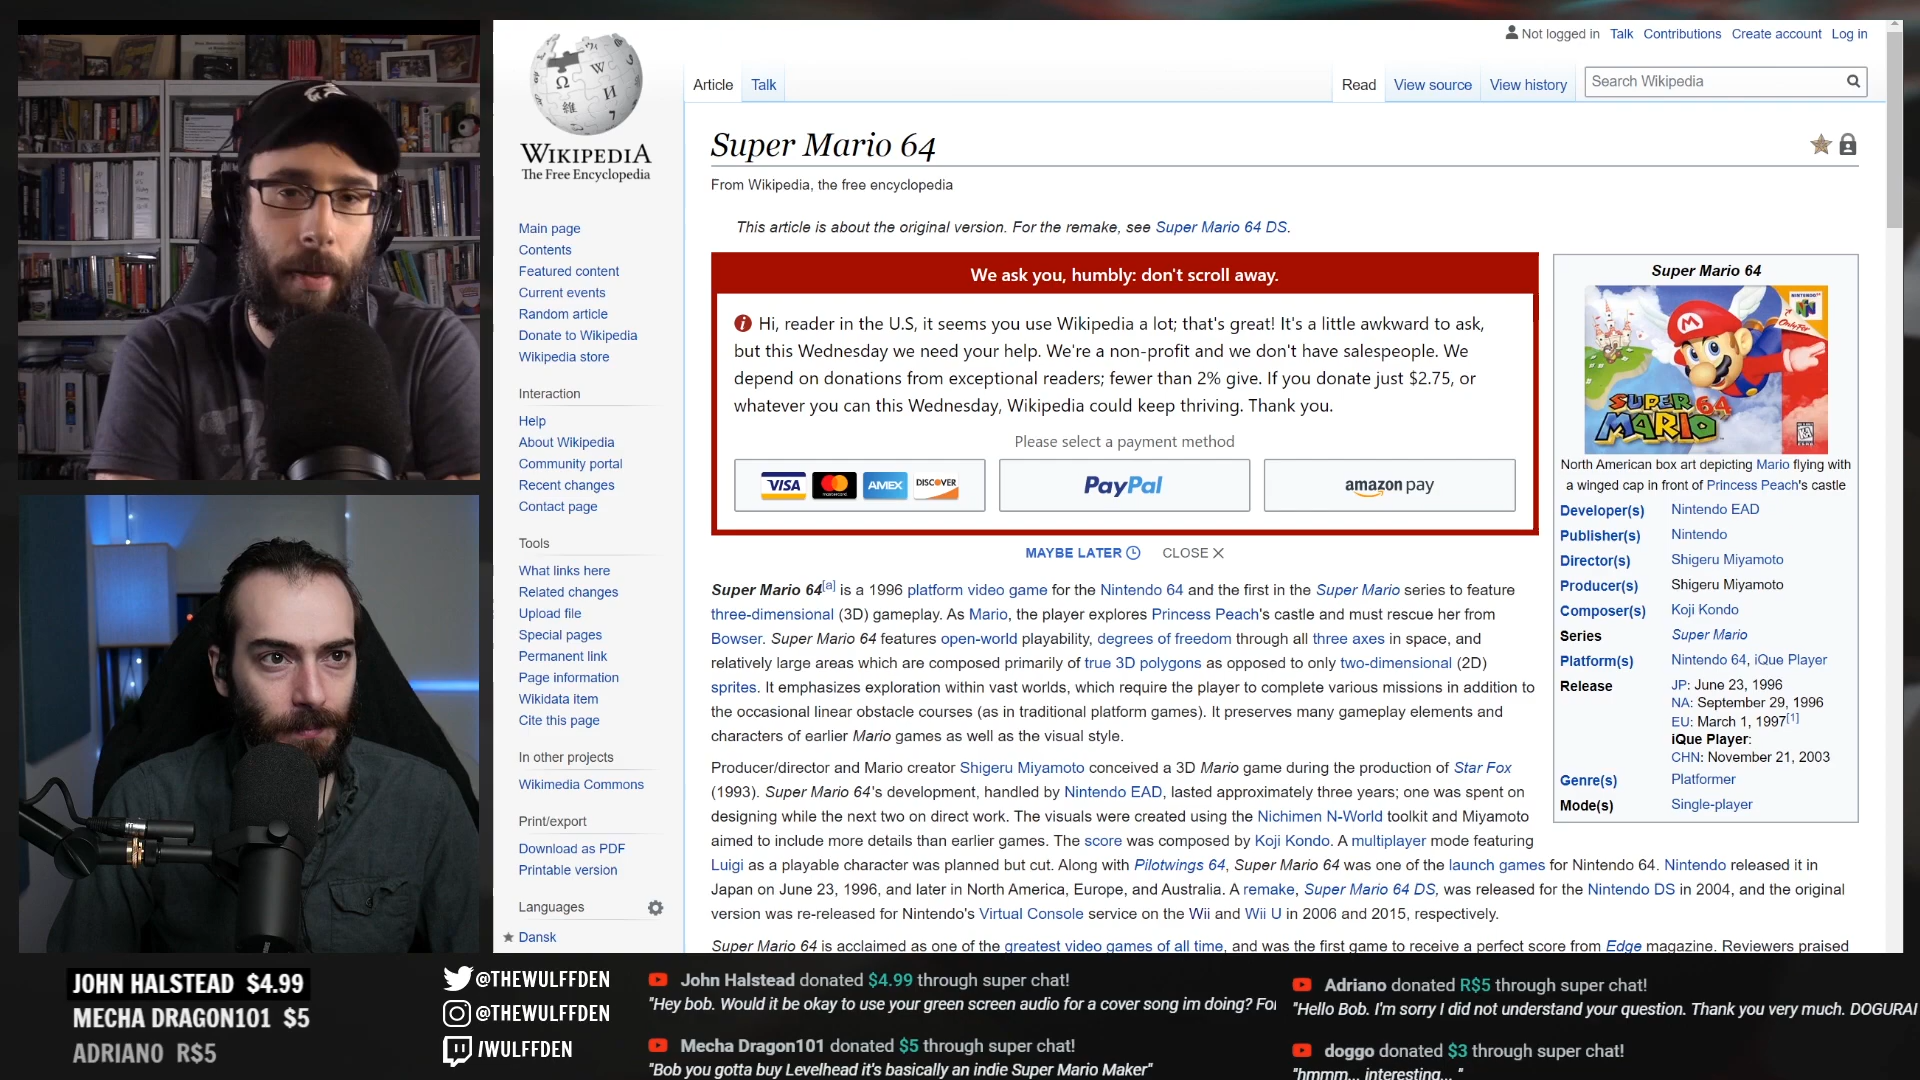 WIKIPEDIA
The Free Encyclopedia
Main page
Contents
Featured content
Current events
Random article
Donate to Wikipedia
Wikipedia store
Interaction
Help
About Wikipedia
Community portal
Recent changes
Contact page
Tools
What links here
Related changes
Upload file
Special pages
Permanent link
Page information
Wikidata item
Cite this page
In other projects
Wikimedia Commons
Print/export
Download as PDF
Printable version
Languages
Dansk
Not logged in Talk Contributions Create account Log in
Article Talk Read View source View history Search Wikipedia
Super Mario 64
From Wikipedia, the free encyclopedia
This article is about the original version. For the remake, see Super Mario 64 DS.
We ask you, humbly: don't scroll away.
Hi, reader in the U.S, it seems you use Wikipedia a lot; that's great! It's a little awkward to ask,
but this Wednesday we need your help. We're a non-profit and we don't have salespeople. We
depend on donations from exceptional readers; fewer than 2% give. If you donate just $2.75, or
whatever you can this Wednesday, Wikipedia could keep thriving. Thank you.
Please select a payment method
VISA mastercard AMEX DISCOVER PayPal amazon pay
MAYBE LATER CLOSE
Super Mario 64[a] is a 1996 platform video game for the Nintendo 64 and the first in the Super Mario series to feature
three-dimensional (3D) gameplay. As Mario, the player explores Princess Peach's castle and must rescue her from
Bowser. Super Mario 64 features open-world playability, degrees of freedom through all three axes in space, and
relatively large areas which are composed primarily of true 3D polygons as opposed to only two-dimensional (2D)
sprites. It emphasizes exploration within vast worlds, which require the player to complete various missions in addition to
the occasional linear obstacle courses (as in traditional platform games). It preserves many gameplay elements and
characters of earlier Mario games as well as the visual style.
Producer/director and Mario creator Shigeru Miyamoto conceived a 3D Mario game during the production of Star Fox
(1993). Super Mario 64's development, handled by Nintendo EAD, lasted approximately three years; one was spent on
designing while the next two on direct work. The visuals were created using the Nichimen N-World toolkit and Miyamoto
aimed to include more details than earlier games. The score was composed by Koji Kondo. A multiplayer mode featuring
Luigi as a playable character was planned but cut. Along with Pilotwings 64, Super Mario 64 was one of the launch games for Nintendo 64. Nintendo released it in
Japan on June 23, 1996, and later in North America, Europe, and Australia. A remake, Super Mario 64 DS, was released for the Nintendo DS in 2004, and the original
version was re-released for Nintendo's Virtual Console service on the Wii and Wii U in 2006 and 2015, respectively.
Super Mario 64 is acclaimed as one of the greatest video games of all time, and was the first game to receive a perfect score from Edge magazine. Reviewers praised
Super Mario 64
NINTENDO 64
Only For
SUPER
MARIO 64
North American box art depicting Mario flying with
a winged cap in front of Princess Peach's castle
Developer(s) Nintendo EAD
Publisher(s) Nintendo
Director(s) Shigeru Miyamoto
Producer(s) Shigeru Miyamoto
Composer(s) Koji Kondo
Series Super Mario
Platform(s) Nintendo 64, iQue Player
Release JP: June 23, 1996
NA: September 29, 1996
EU: March 1, 1997[1]
iQue Player:
CHN: November 21, 2003
Genre(s) Platformer
Mode(s) Single-player
JOHN HALSTEAD $4.99
MECHA DRAGON101 $5
ADRIANO R$5
@THEWULFFDEN
@THEWULFFDEN
/WULFFDEN
John Halstead donated $4.99 through super chat!
"Hey bob. Would it be okay to use your green screen audio for a cover song im doing? For
Mecha Dragon101 donated $5 through super chat!
"Bob you gotta buy Levelhead it's basically an indie Super Mario Maker"
Adriano donated R$5 through super chat!
"Hello Bob. I'm sorry I did not understand your question. Thank you very much. DOGURAI
doggo donated $3 through super chat!
"hmmm... interesting... "